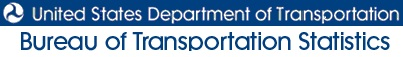 United States Department of Transportation
Bureau of Transportation Statistics